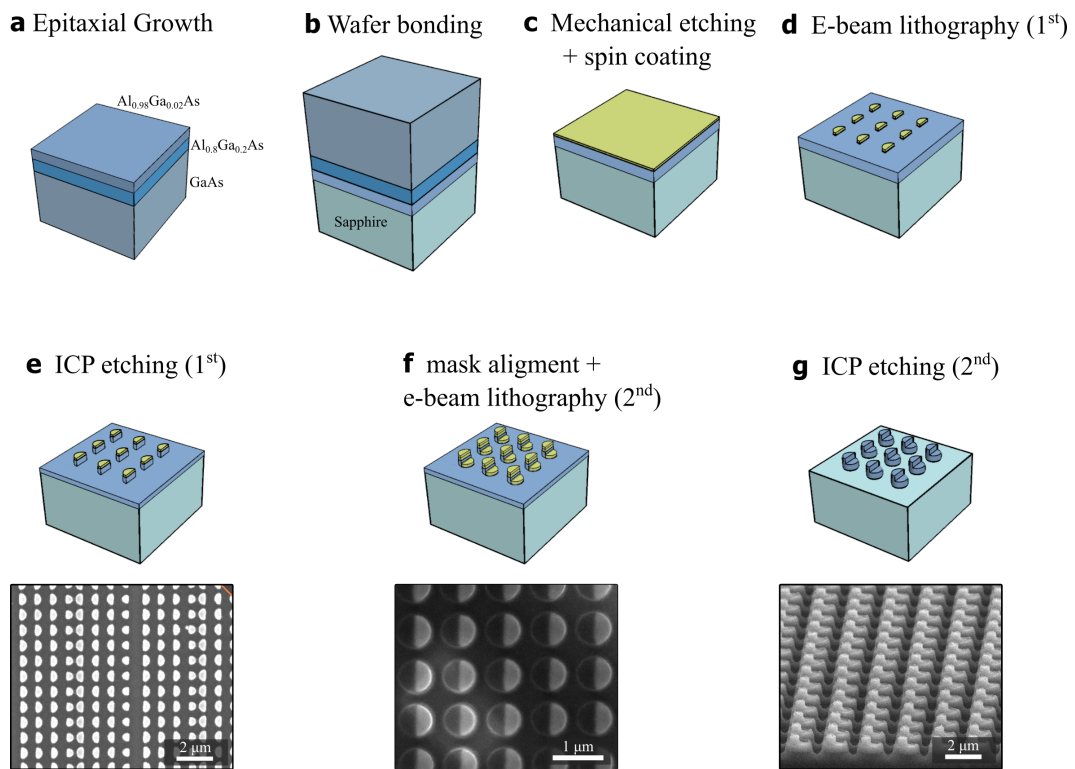 a Epitaxial Growth
b Wafer bonding
c Mechanical etching
+ spin coating
d E-beam lithography (1st)
Al0.98Ga0.02As
Al0.8Ga0.2As
GaAs
Sapphire
e ICP etching (1st)
f mask aligment +
e-beam lithography (2nd)
g ICP etching (2nd)
2 μm
1 μm
2 μm